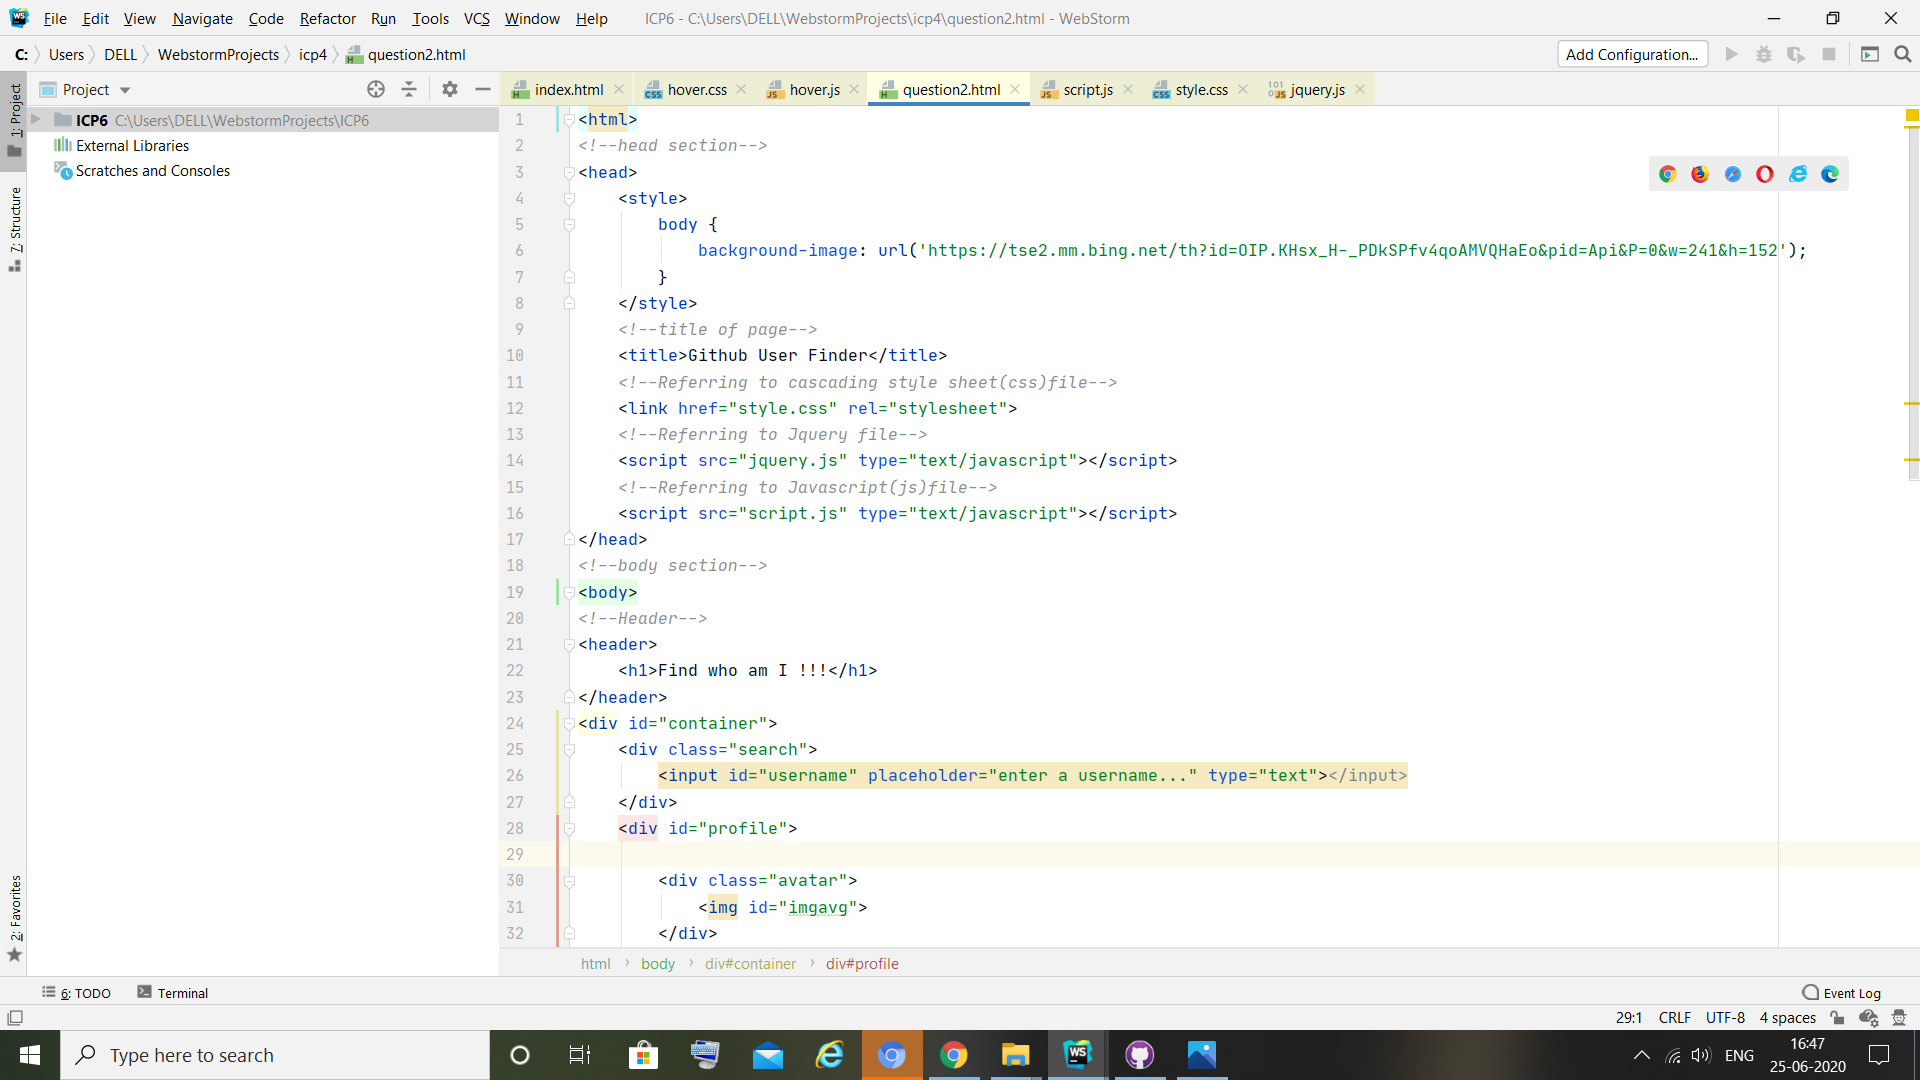 File Edit View Navigate Code Refactor Run Tools VCS Window Help ICP6 - C:\Users\DELL\WebstormProjects\icp4\question2.html - WebStorm
C: Users DELL WebstormProjects icp4 question2.html Add Configuration...
Project index.html hover.css hover.js question2.html script.js style.css jquery.js
1: Project
7: Structure
2: Favorites
ICP6 C:\Users\DELL\WebstormProjects\ICP6
External Libraries
Scratches and Consoles
1 <html>
2 <!--head section-->
3 <head>
4 <style>
5 body {
6 background-image: url('https://tse2.mm.bing.net/th?id=OIP.KHsx_H-_PDkSPfv4qoAMVQHaEo&pid=Api&P=0&w=241&h=152');
7 }
8 </style>
9 <!--title of page-->
10 <title>Github User Finder</title>
11 <!--Referring to cascading style sheet(css)file-->
12 <link href="style.css" rel="stylesheet">
13 <!--Referring to Jquery file-->
14 <script src="jquery.js" type="text/javascript"></script>
15 <!--Referring to Javascript(js)file-->
16 <script src="script.js" type="text/javascript"></script>
17 </head>
18 <!--body section-->
19 <body>
20 <!--Header-->
21 <header>
22 <h1>Find who am I !!!</h1>
23 </header>
24 <div id="container">
25 <div class="search">
26 <input id="username" placeholder="enter a username..." type="text"></input>
27 </div>
28 <div id="profile">
29
30 <div class="avatar">
31 <img id="imgavg">
32 </div>
html body div#container div#profile
6: TODO Terminal Event Log
29:1 CRLF UTF-8 4 spaces
Type here to search ENG 16:47
25-06-2020